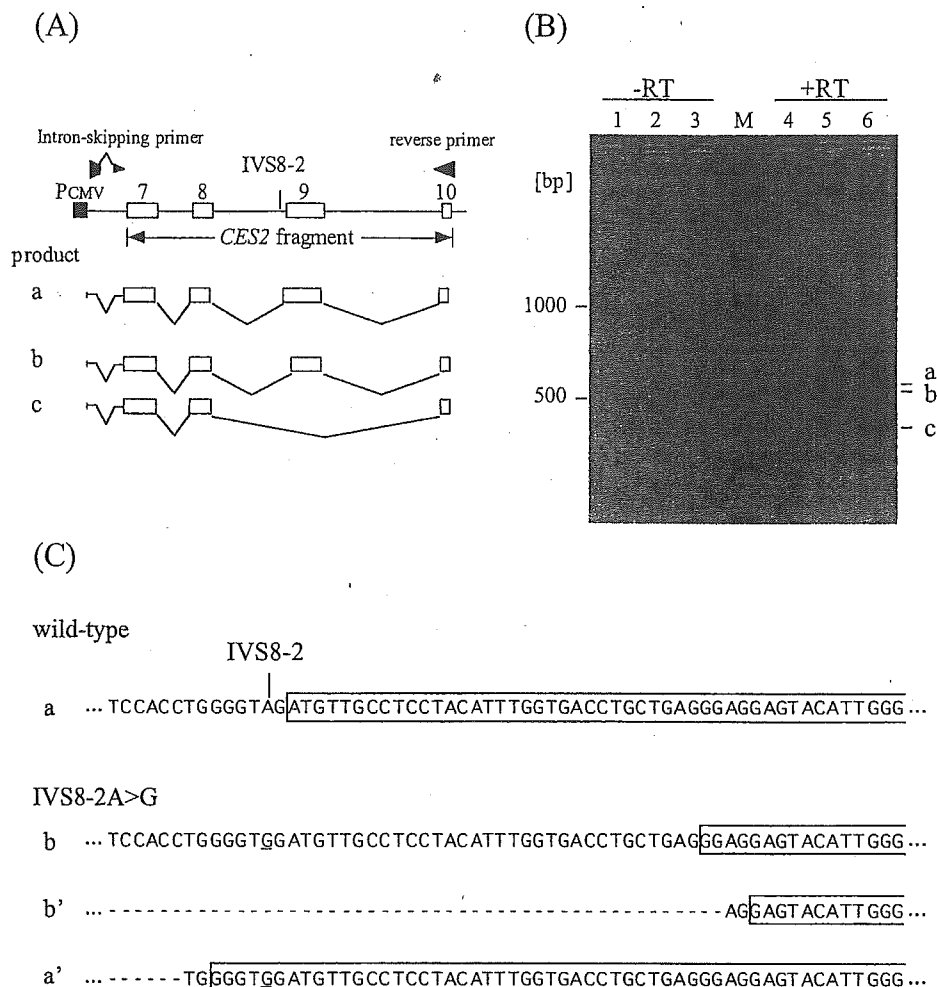 (A)
Intron-skipping primer
reverse primer
IVS8-2
PCMV 7 8 9 10
CES2 fragment
product
a
b
c
(B)
-RT +RT
1 2 3 M 4 5 6
[bp]
1000
500
a
b
c
(C)
wild-type
IVS8-2
a ... TCCACCTGGGGTAGATGTTGCCTCCTACATTTGGTGACCTGCTGAGGGAGGAGTACATTGGG...
IVS8-2A>G
b ... TCCACCTGGGGTGGATGTTGCCTCCTACATTTGGTGACCTGCTGAGGGAGGAGTACATTGGG...
b' ... - - - - - - - - - - - - - - - - - - - - - - - - - - - - - - - - - - - - - - - - - - - - - - - - - AGGAGTACATTGGG...
a' ... - - - - - - TGGGGTGGATGTTGCCTCCTACATTTGGTGACCTGCTGAGGGAGGAGTACATTGGG...